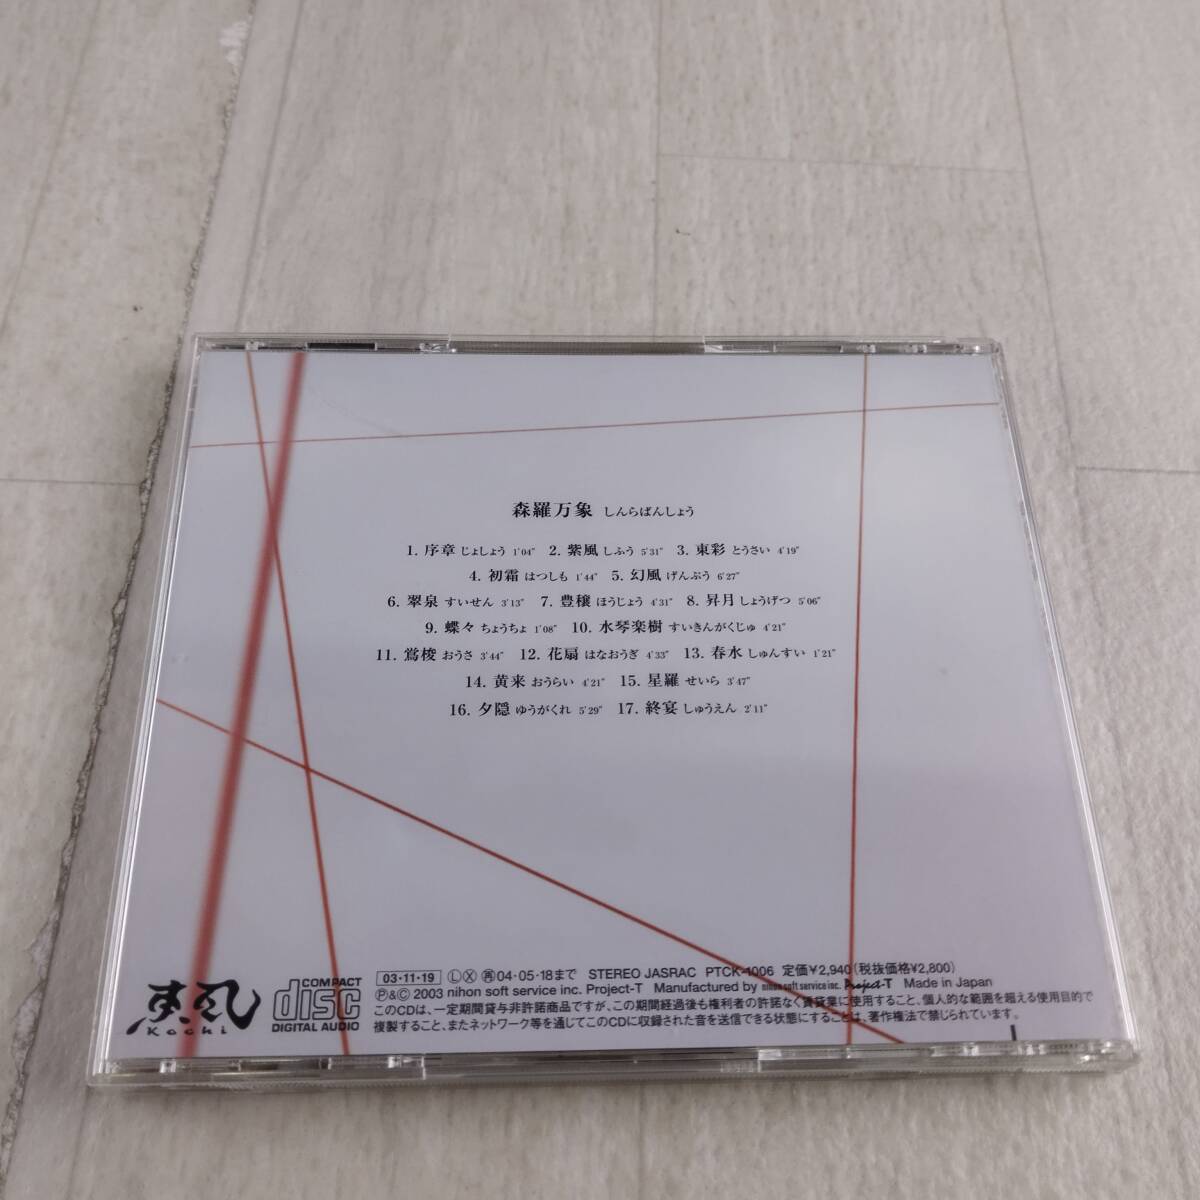 森羅万象 しんらばんしょう
1. 序章 じょしょう 1'04" 2. 紫風 しふう 5'31" 3. 東彩 とうさい 4'19"
4. 初霜 はつしも 1'44" 5. 幻風 げんぷう 6'27"
6. 翠泉 すいせん 3'13" 7. 豊穣 ほうじょう 4'31" 8. 昇月 しょうげつ 5'06"
9. 蝶々 ちょうちょ 1'08" 10. 水琴楽樹 すいきんがくじゅ 4'21"
11. 鴬梭 おうさ 3'44" 12. 花扇 はなおうぎ 4'33" 13. 春水 しゅんすい 1'21"
14. 黄来 おうらい 4'21" 15. 星羅 せいら 3'47"
16. 夕隠 ゆうがくれ 5'29" 17. 終宴 しゅうえん 2'11"
東風
Kochi
COMPACT
disc
DIGITAL AUDIO
03·11·19 Ⓛ Ⓧ ㊢04·05·18まで STEREO JASRAC PTCK-1006 定価¥2,940(税抜価格¥2,800)
Ⓟ&© 2003 nihon soft service inc. Project-T Manufactured by nihon soft service inc. Project-T Made in Japan
このCDは、一定期間貸与非許諾商品ですが、この期間経過後も権利者の許諾なく賃貸業に使用すること、個人的な範囲を超える使用目的で
複製すること、またネットワーク等を通じてこのCDに収録された音を送信できる状態にすることは、著作権法で禁じられています。